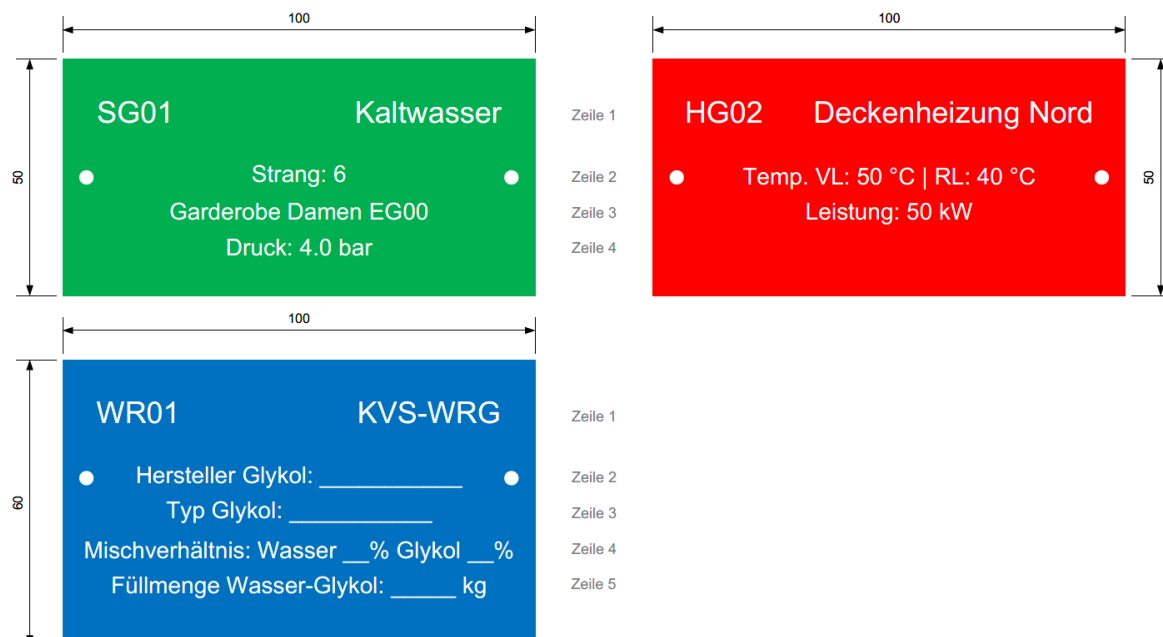 100
100
50
SG01 Kaltwasser
Zeile 1
HG02 Deckenheizung Nord
50
Strang: 6
Zeile 2
Temp. VL: 50 °C | RL: 40 °C
Garderobe Damen EG00
Zeile 3
Leistung: 50 kW
Druck: 4.0 bar
Zeile 4
100
60
WR01 KVS-WRG
Zeile 1
Hersteller Glykol: ____________
Zeile 2
Typ Glykol: ____________
Zeile 3
Mischverhältnis: Wasser __% Glykol __%
Zeile 4
Füllmenge Wasser-Glykol: _____ kg
Zeile 5